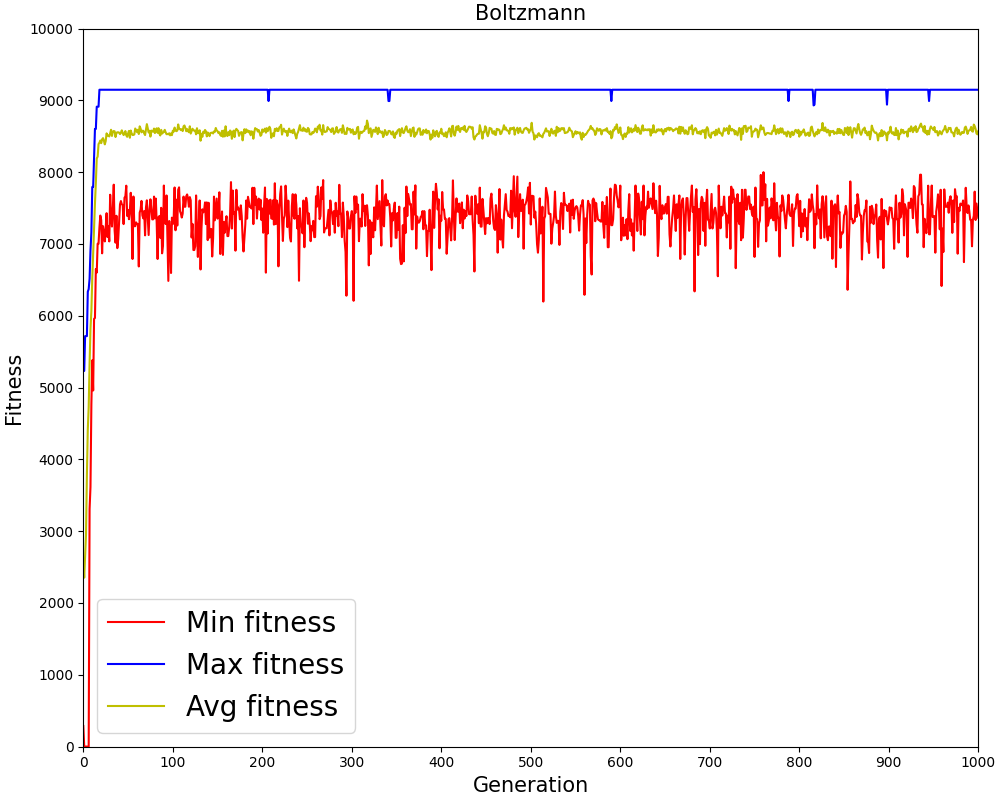 Boltzmann
10000
9000
8000
7000
6000
5000
4000
3000
2000
1000
0
Fitness
Min fitness
Max fitness
Avg fitness
0 100 200 300 400 500 600 700 800 900 1000
Generation